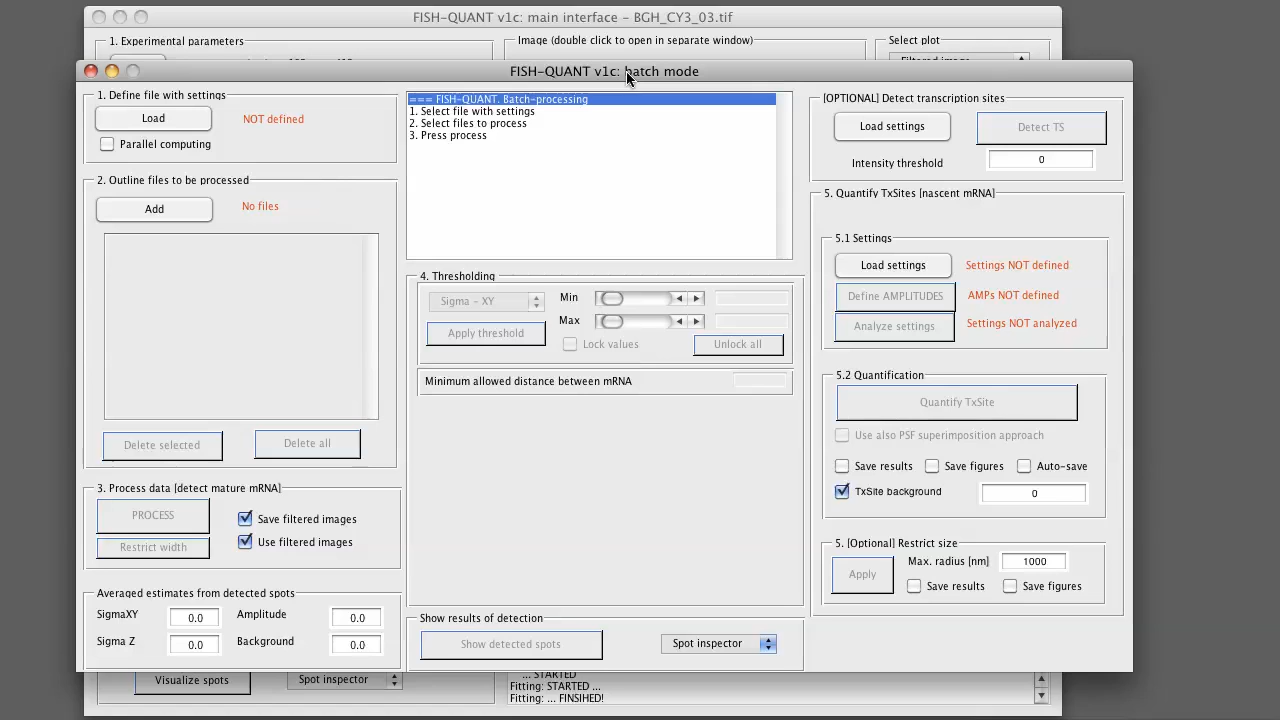 FISH-QUANT v1c: main interface - BGH_CY3_03.tif
1. Experimental parameters
Image (double click to open in separate window)
Select plot
FISH-QUANT v1c: batch mode
1. Define file with settings
Load
NOT defined
Parallel computing
2. Outline files to be processed
Add
No files
Delete selected
Delete all
3. Process data [detect mature mRNA]
PROCESS
Save filtered images
Restrict width
Use filtered images
Averaged estimates from detected spots
SigmaXY
0.0
Amplitude
0.0
Sigma Z
0.0
Background
0.0
=== FISH-QUANT. Batch-processing
1. Select file with settings
2. Select files to process
3. Press process
4. Thresholding
Sigma - XY
Min
Max
Apply threshold
Lock values
Unlock all
Minimum allowed distance between mRNA
Show results of detection
Show detected spots
Spot inspector
[OPTIONAL] Detect transcription sites
Load settings
Detect TS
Intensity threshold
0
5. Quantify TxSites [nascent mRNA]
5.1 Settings
Load settings
Settings NOT defined
Define AMPLITUDES
AMPs NOT defined
Analyze settings
Settings NOT analyzed
5.2 Quantification
Quantify TxSite
Use also PSF superimposition approach
Save results
Save figures
Auto-save
TxSite background
0
5. [Optional] Restrict size
Apply
Max. radius [nm]
1000
Save results
Save figures
Visualize spots
Spot inspector
... STARTED
Fitting: STARTED ...
Fitting: ... FINSIHED!